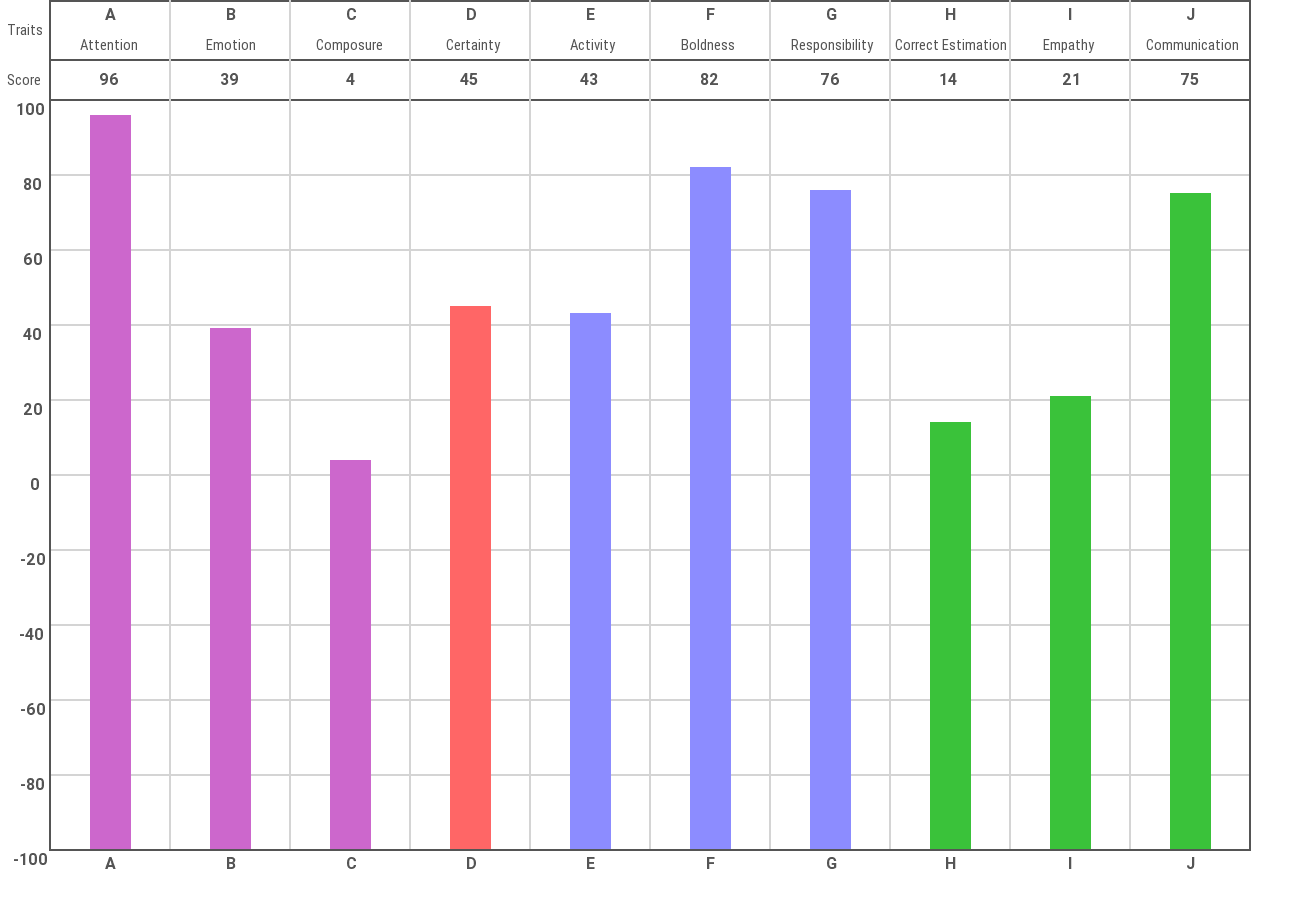 Traits A B C D E F G H I J
Attention Emotion Composure Certainty Activity Boldness Responsibility Correct Estimation Empathy Communication
Score 96 39 4 45 43 82 76 14 21 75
100
80
60
40
20
0
-20
-40
-60
-80
-100
A B C D E F G H I J